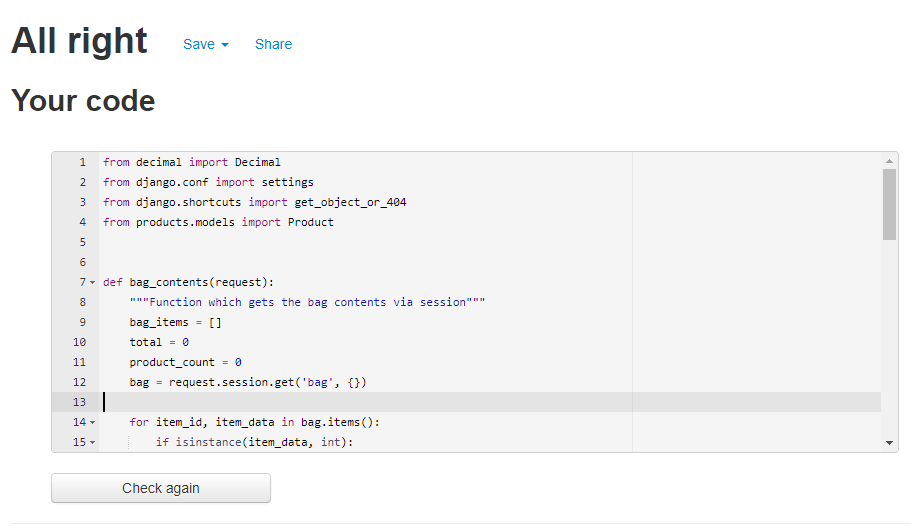 All right Save Share
Your code
1 from decimal import Decimal
2 from django.conf import settings
3 from django.shortcuts import get_object_or_404
4 from products.models import Product
5
6
7 def bag_contents(request):
8 """Function which gets the bag contents via session"""
9 bag_items = []
10 total = 0
11 product_count = 0
12 bag = request.session.get('bag', {})
13
14 for item_id, item_data in bag.items():
15 if isinstance(item_data, int):
Check again